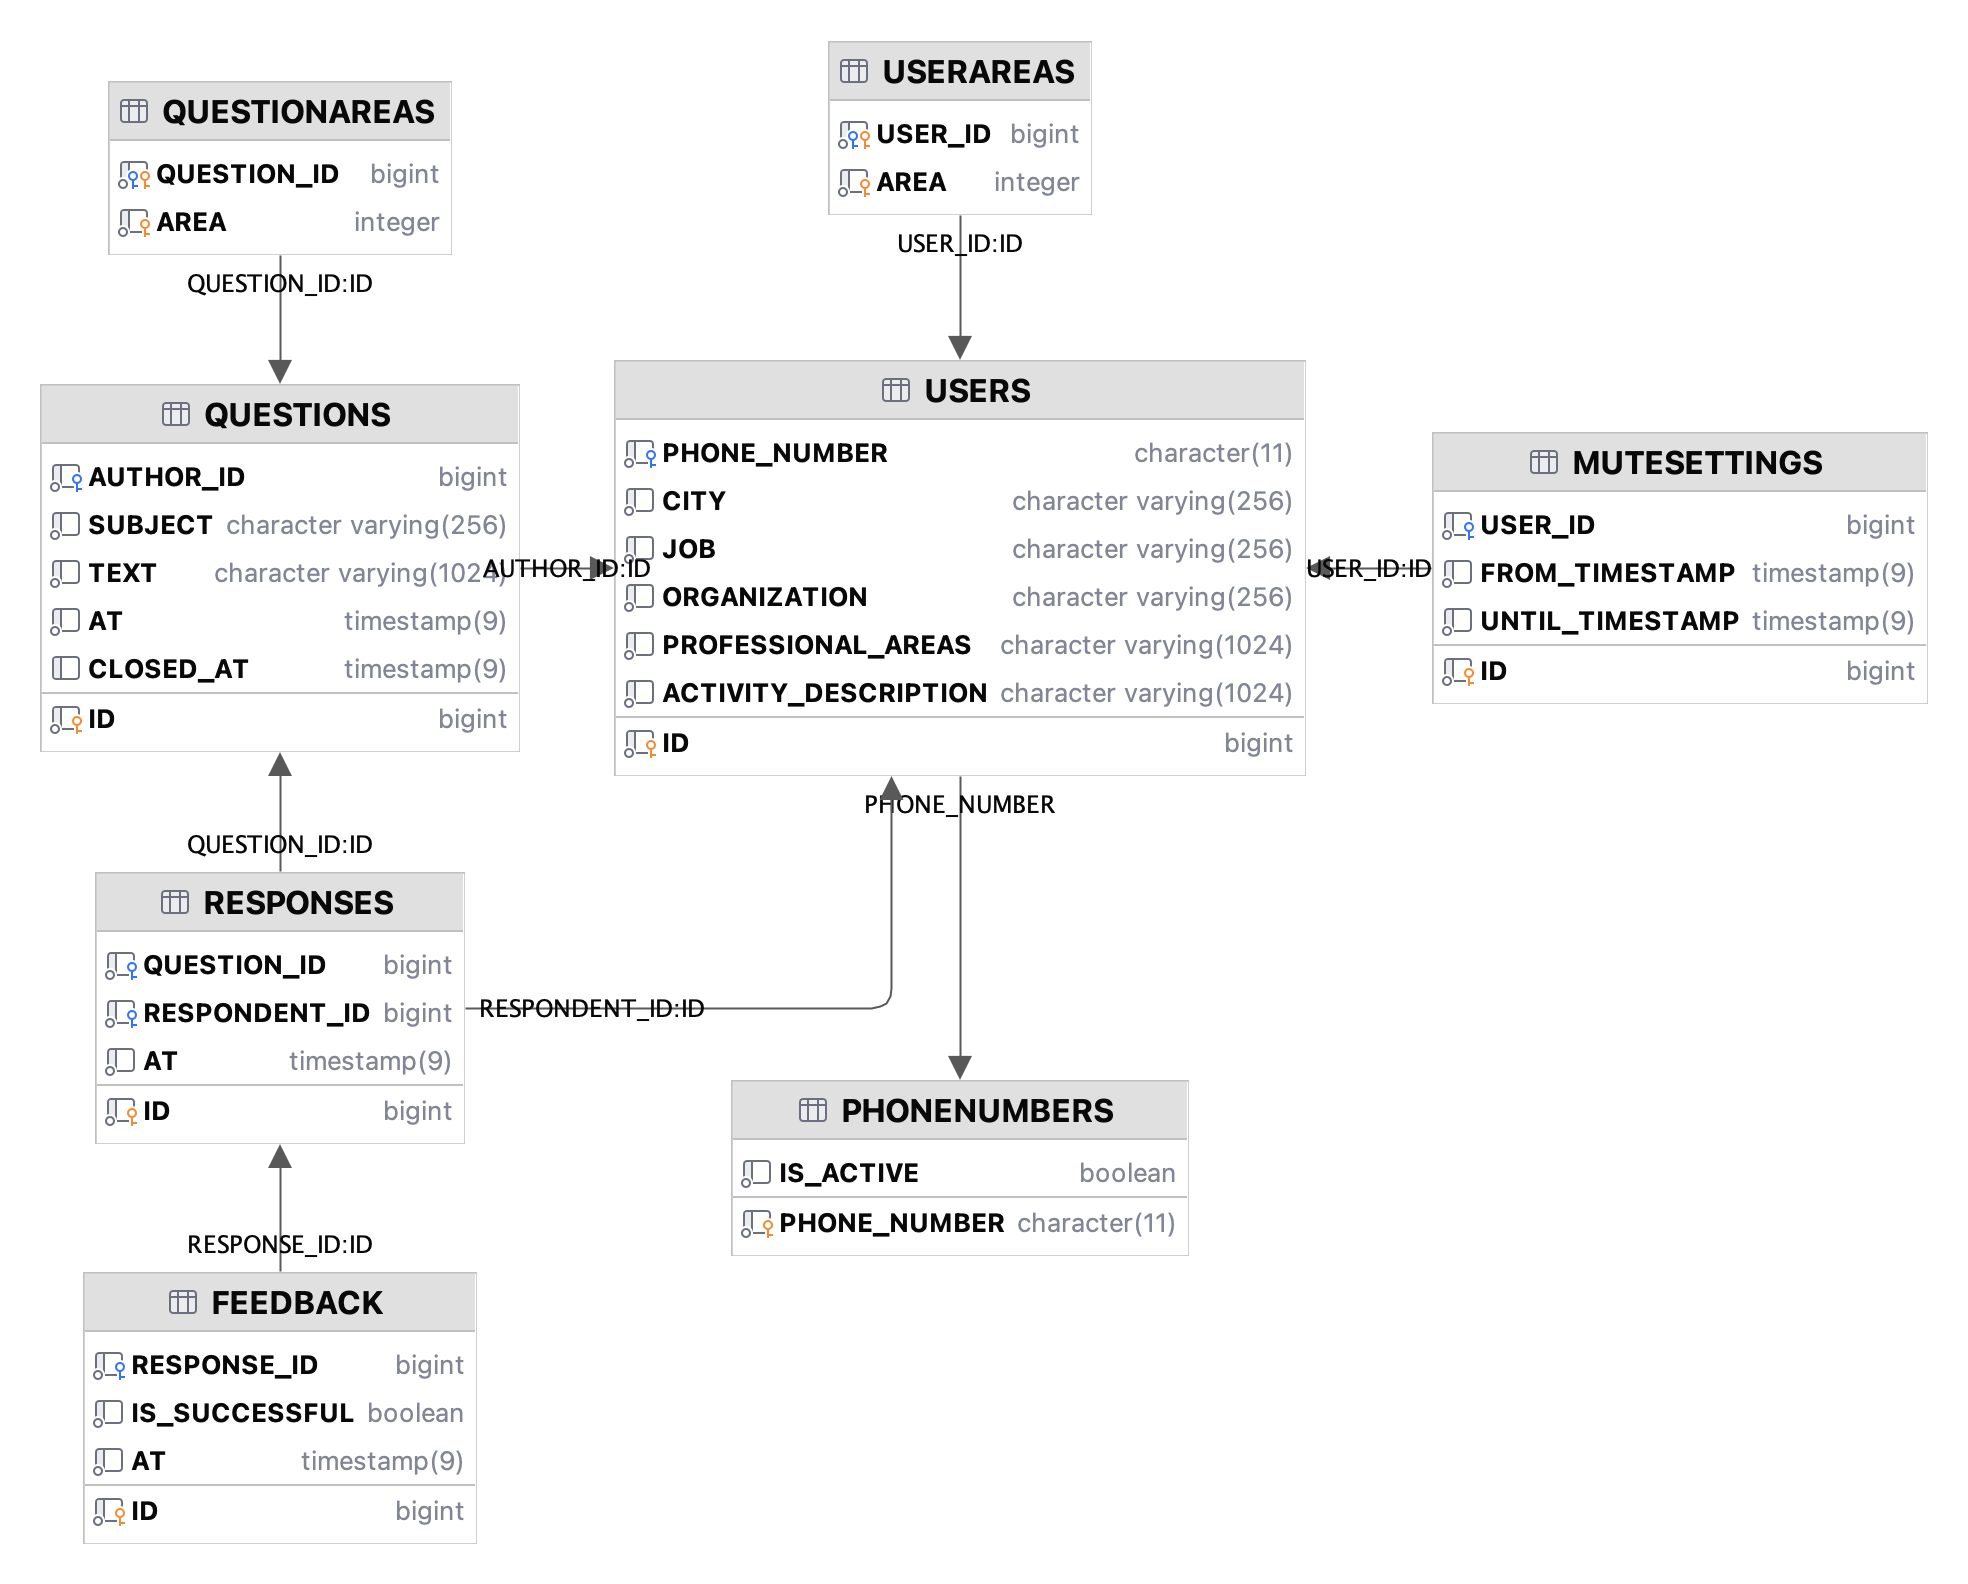 USERAREAS
USER_ID bigint
AREA integer
USER_ID:ID
QUESTIONAREAS
QUESTION_ID bigint
AREA integer
QUESTION_ID:ID
QUESTIONS
AUTHOR_ID bigint
SUBJECT character varying(256)
TEXT character varying(1024)
AT timestamp(9)
CLOSED_AT timestamp(9)
ID bigint
AUTHOR_ID:ID
USERS
PHONE_NUMBER character(11)
CITY character varying(256)
JOB character varying(256)
ORGANIZATION character varying(256)
PROFESSIONAL_AREAS character varying(1024)
ACTIVITY_DESCRIPTION character varying(1024)
ID bigint
USER_ID:ID
MUTESETTINGS
USER_ID bigint
FROM_TIMESTAMP timestamp(9)
UNTIL_TIMESTAMP timestamp(9)
ID bigint
PHONE_NUMBER
QUESTION_ID:ID
RESPONSES
QUESTION_ID bigint
RESPONDENT_ID bigint
AT timestamp(9)
ID bigint
RESPONDENT_ID:ID
PHONENUMBERS
IS_ACTIVE boolean
PHONE_NUMBER character(11)
RESPONSE_ID:ID
FEEDBACK
RESPONSE_ID bigint
IS_SUCCESSFUL boolean
AT timestamp(9)
ID bigint